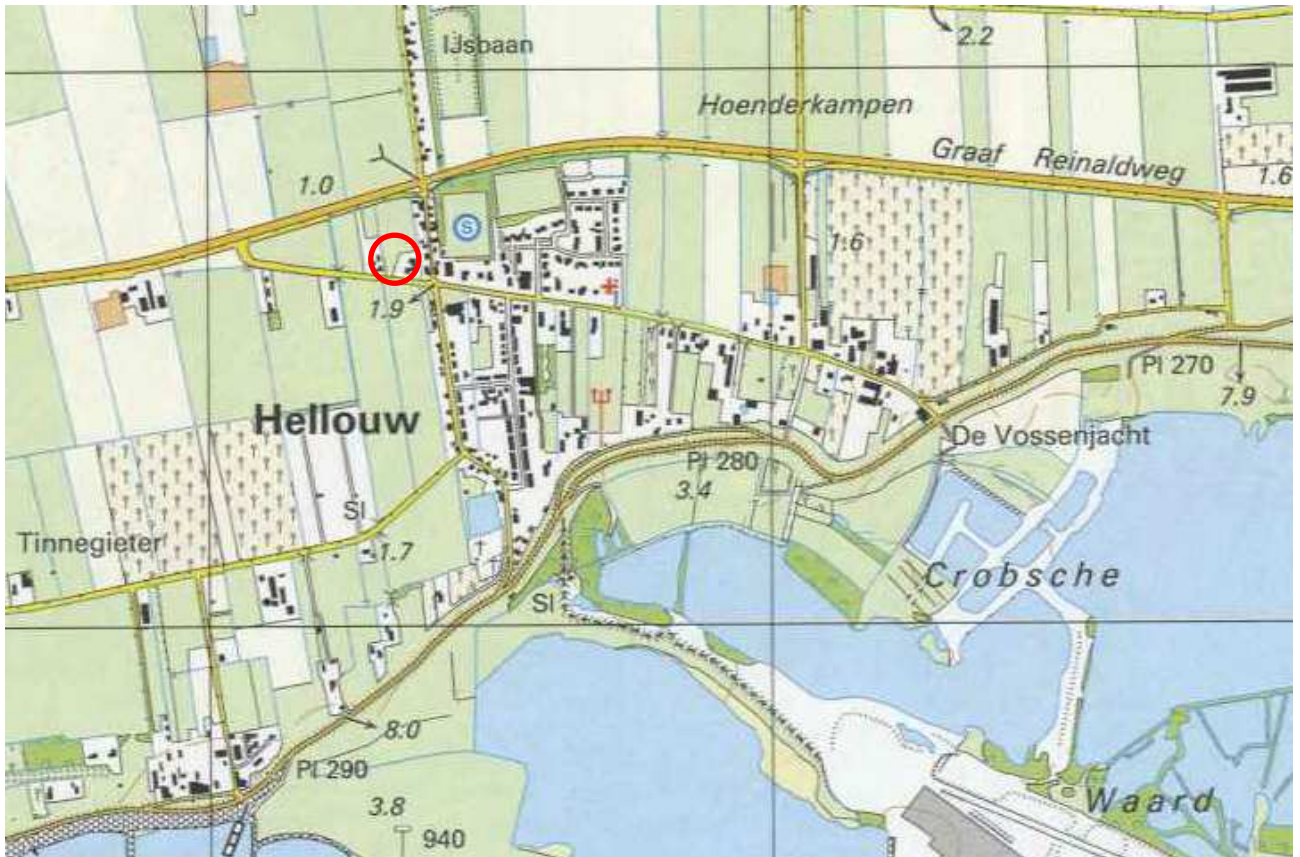 IJsbaan
2.2
Hoenderkampen
Graaf Reinaldweg
1.0
S
1.6
1.6
1.9
Pl 270
7.9
Hellouw
De Vossenjacht
Pl 280
3.4
Sl
Tinnegieter
1.7
Crobsche
Sl
8.0
Pl 290
Waard
3.8
940